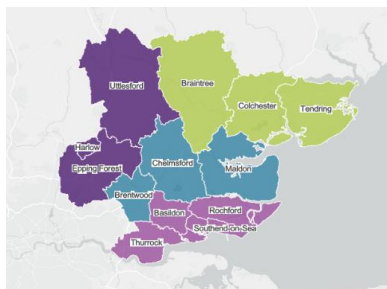 Uttlesford
Braintree
Colchester
Tendring
Harlow
Epping Forest
Chelmsford
Maldon
Brentwood
Basildon
Rochford
Southend-on-Sea
Thurrock